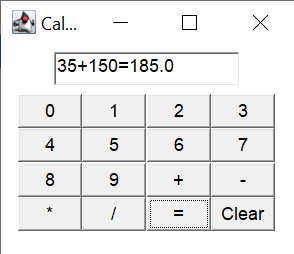 Cal...
35+150=185.0
0 1 2 3
4 5 6 7
8 9 + -
* / = Clear